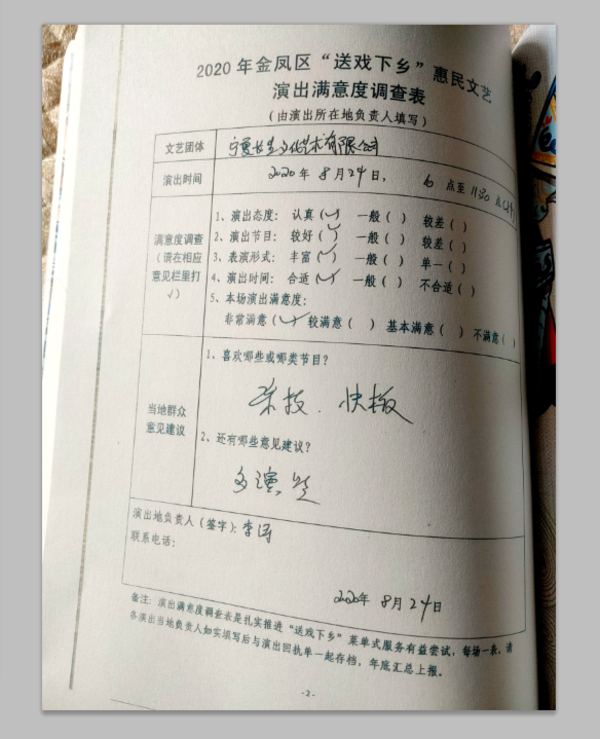 2020年金凤区“送戏下乡”惠民文艺
演出满意度调查表
（由演出所在地负责人填写）
文艺团体 宁夏 文化艺术有限公司
演出时间 2020年 8月24日， 点至11:30
满意度调查
（请在相应
意见栏里打
√）
1、演出态度： 认真（✓） 一般（ ） 较差（ ）
2、演出节目： 较好（✓） 一般（ ） 较差（ ）
3、表演形式： 丰富（✓） 一般（ ） 单一（ ）
4、演出时间： 合适（✓） 一般（ ） 不合适（ ）
5、本场演出满意度：
非常满意（✓） 较满意（ ） 基本满意（ ） 不满意（ ）
当地群众
意见建议
1、喜欢哪些或哪类节目？
杂技．快板
2、还有哪些意见建议？
多演些
演出地负责人（签字）：李涛
联系电话：
2020年 8月24日
备注：演出满意度调查表是扎实推进“送戏下乡”菜单式服务有益尝试，每场一表，请
各演出当地负责人如实填写后与演出回执单一起存档，年底汇总上报。
-2-